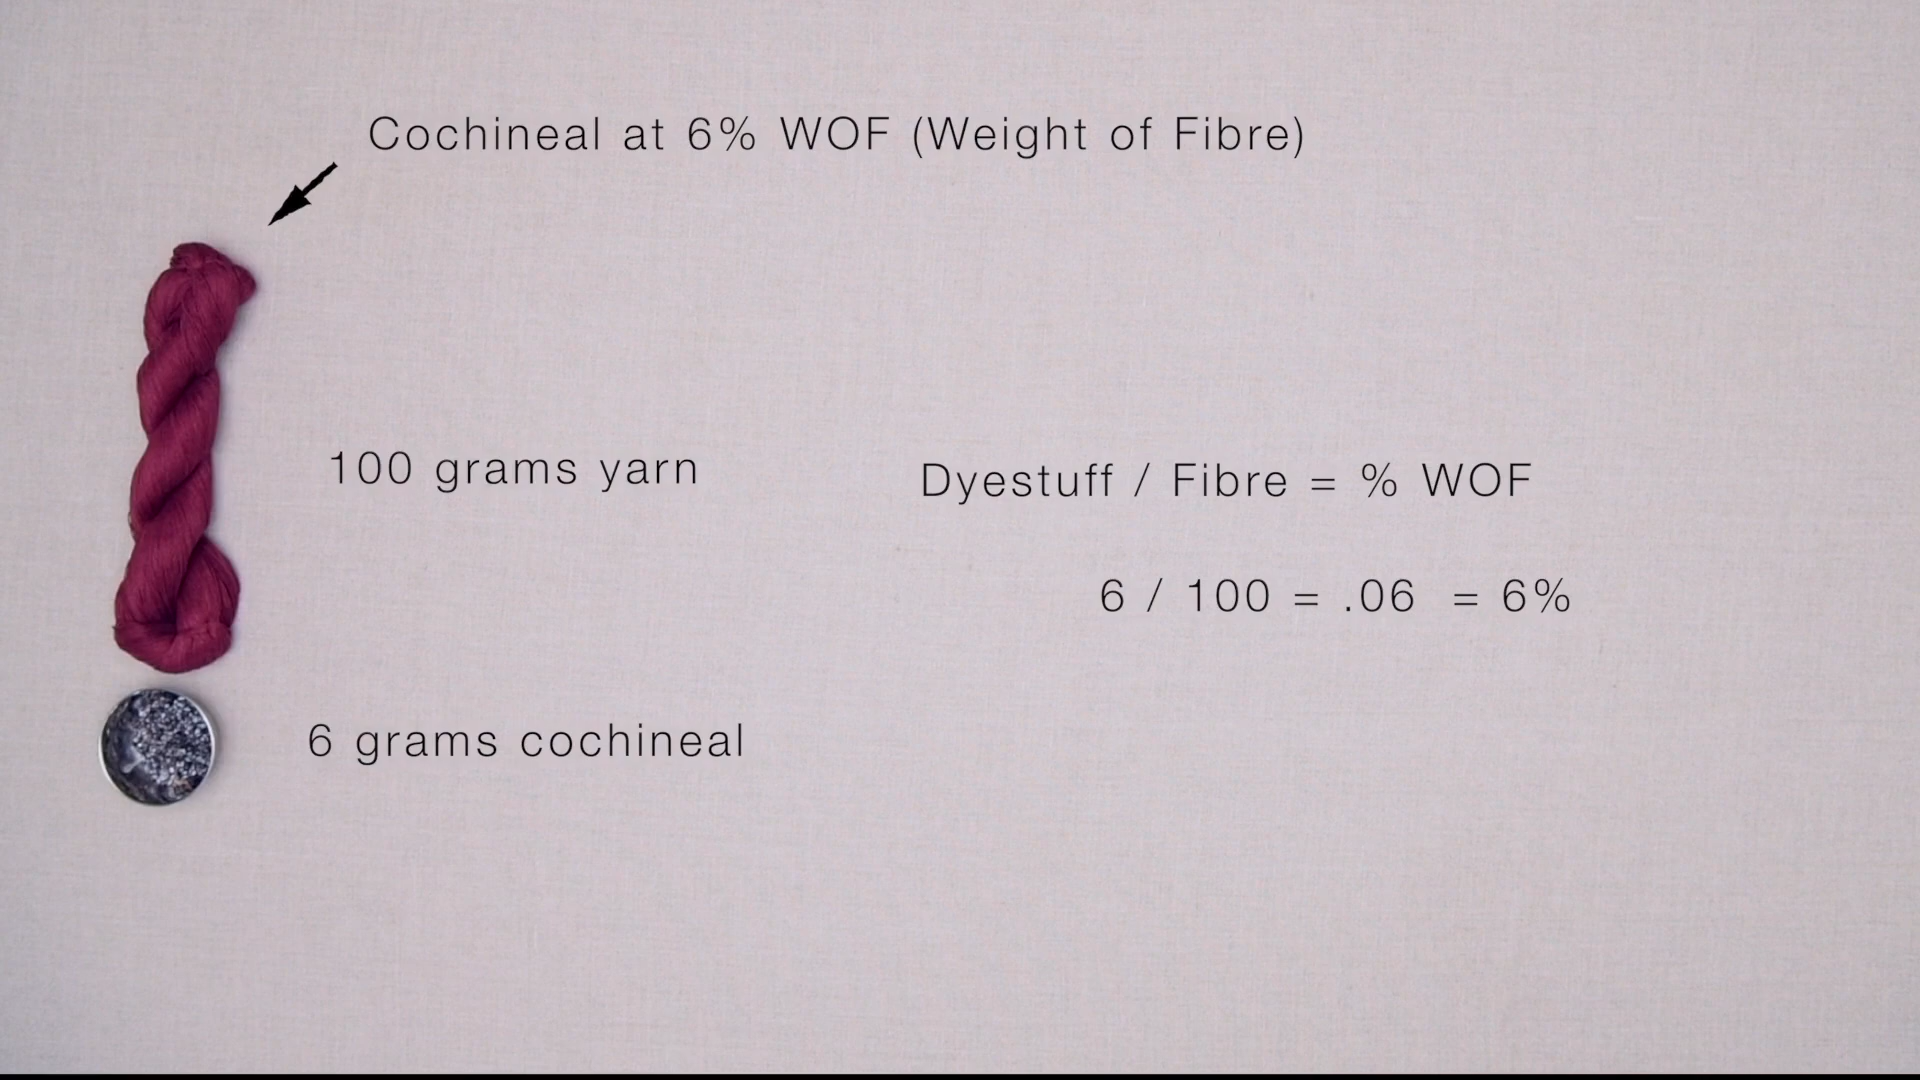 Cochineal at 6% WOF (Weight of Fibre)
100 grams yarn
Dyestuff / Fibre = % WOF
6 / 100 = .06 = 6%
6 grams cochineal